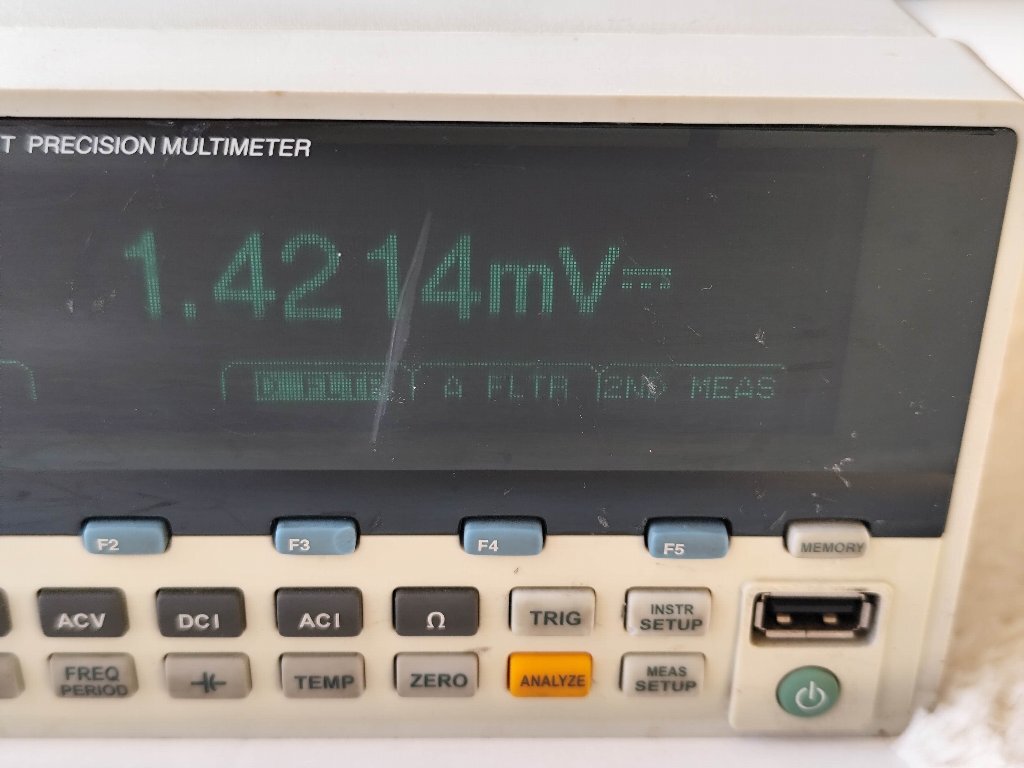 T PRECISION MULTIMETER
1.4214mV
D FLTR A FLTR 2ND MEAS
F2 F3 F4 F5 MEMORY
ACV DCI ACI Ω TRIG INSTR SETUP
FREQ PERIOD TEMP ZERO ANALYZE MEAS SETUP